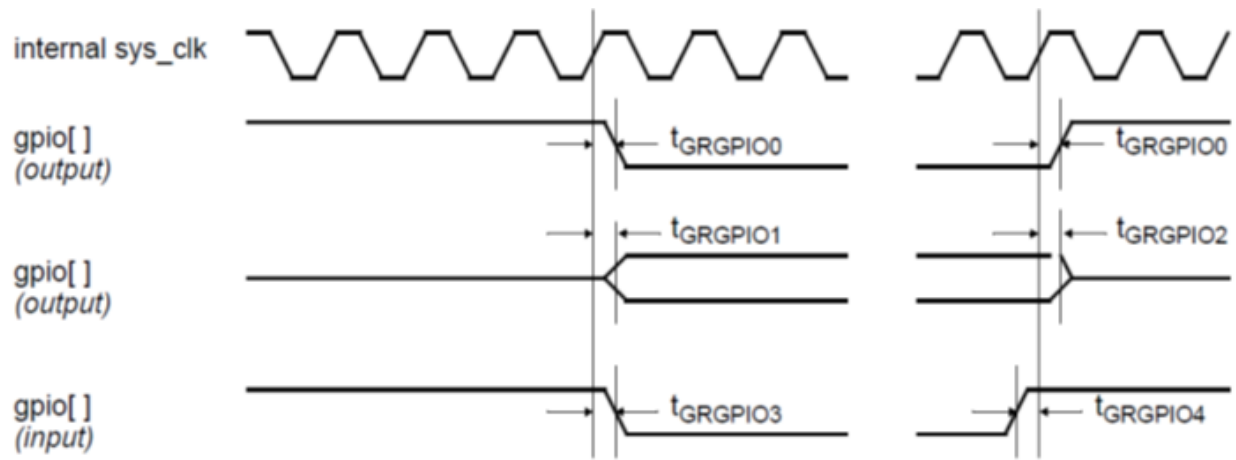 internal sys_clk
gpio[ ]
(output)
tGRGPIO0
tGRGPIO0
tGRGPIO1
tGRGPIO2
gpio[ ]
(output)
gpio[ ]
(input)
tGRGPIO3
tGRGPIO4